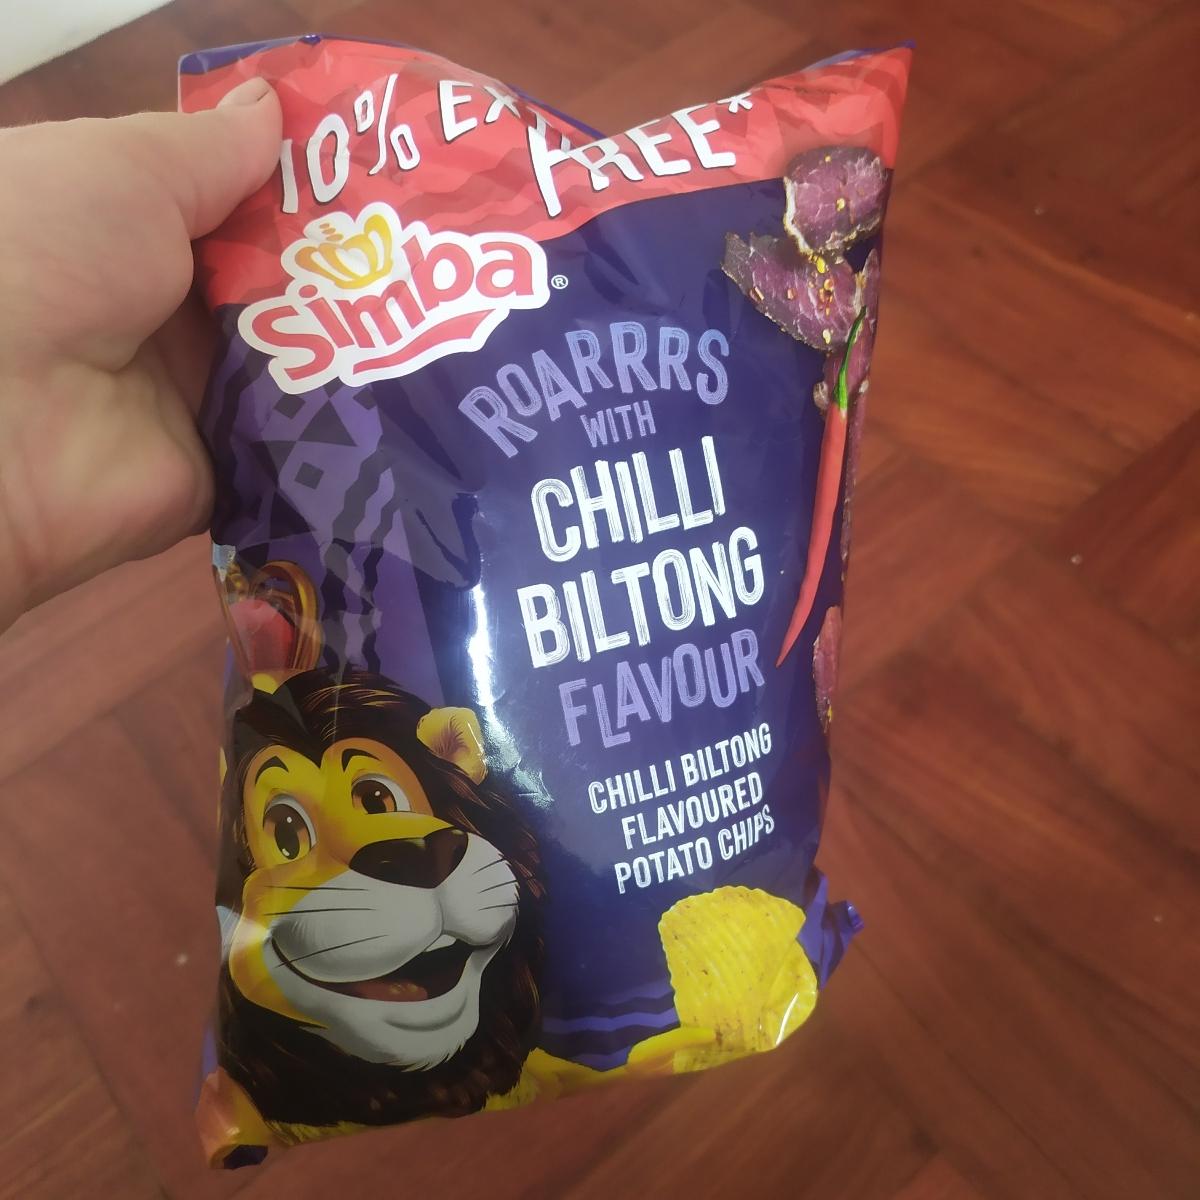 10% EX
FREE*
Simba®
ROARRRS
WITH
CHILLI
BILTONG
FLAVOUR
CHILLI BILTONG
FLAVOURED
POTATO CHIPS